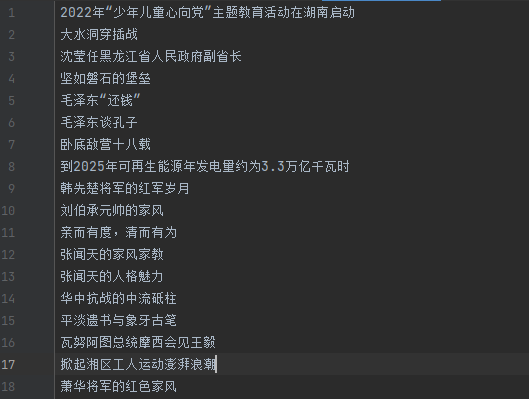 1 2022年“少年儿童心向党”主题教育活动在湖南启动
2 大水洞穿插战
3 沈莹任黑龙江省人民政府副省长
4 坚如磐石的堡垒
5 毛泽东“还钱”
6 毛泽东谈孔子
7 卧底敌营十八载
8 到2025年可再生能源年发电量约为3.3万亿千瓦时
9 韩先楚将军的红军岁月
10 刘伯承元帅的家风
11 亲而有度，清而有为
12 张闻天的家风家教
13 张闻天的人格魅力
14 华中抗战的中流砥柱
15 平淡遗书与象牙古笔
16 瓦努阿图总统摩西会见王毅
17 掀起湘区工人运动澎湃浪潮
18 萧华将军的红色家风